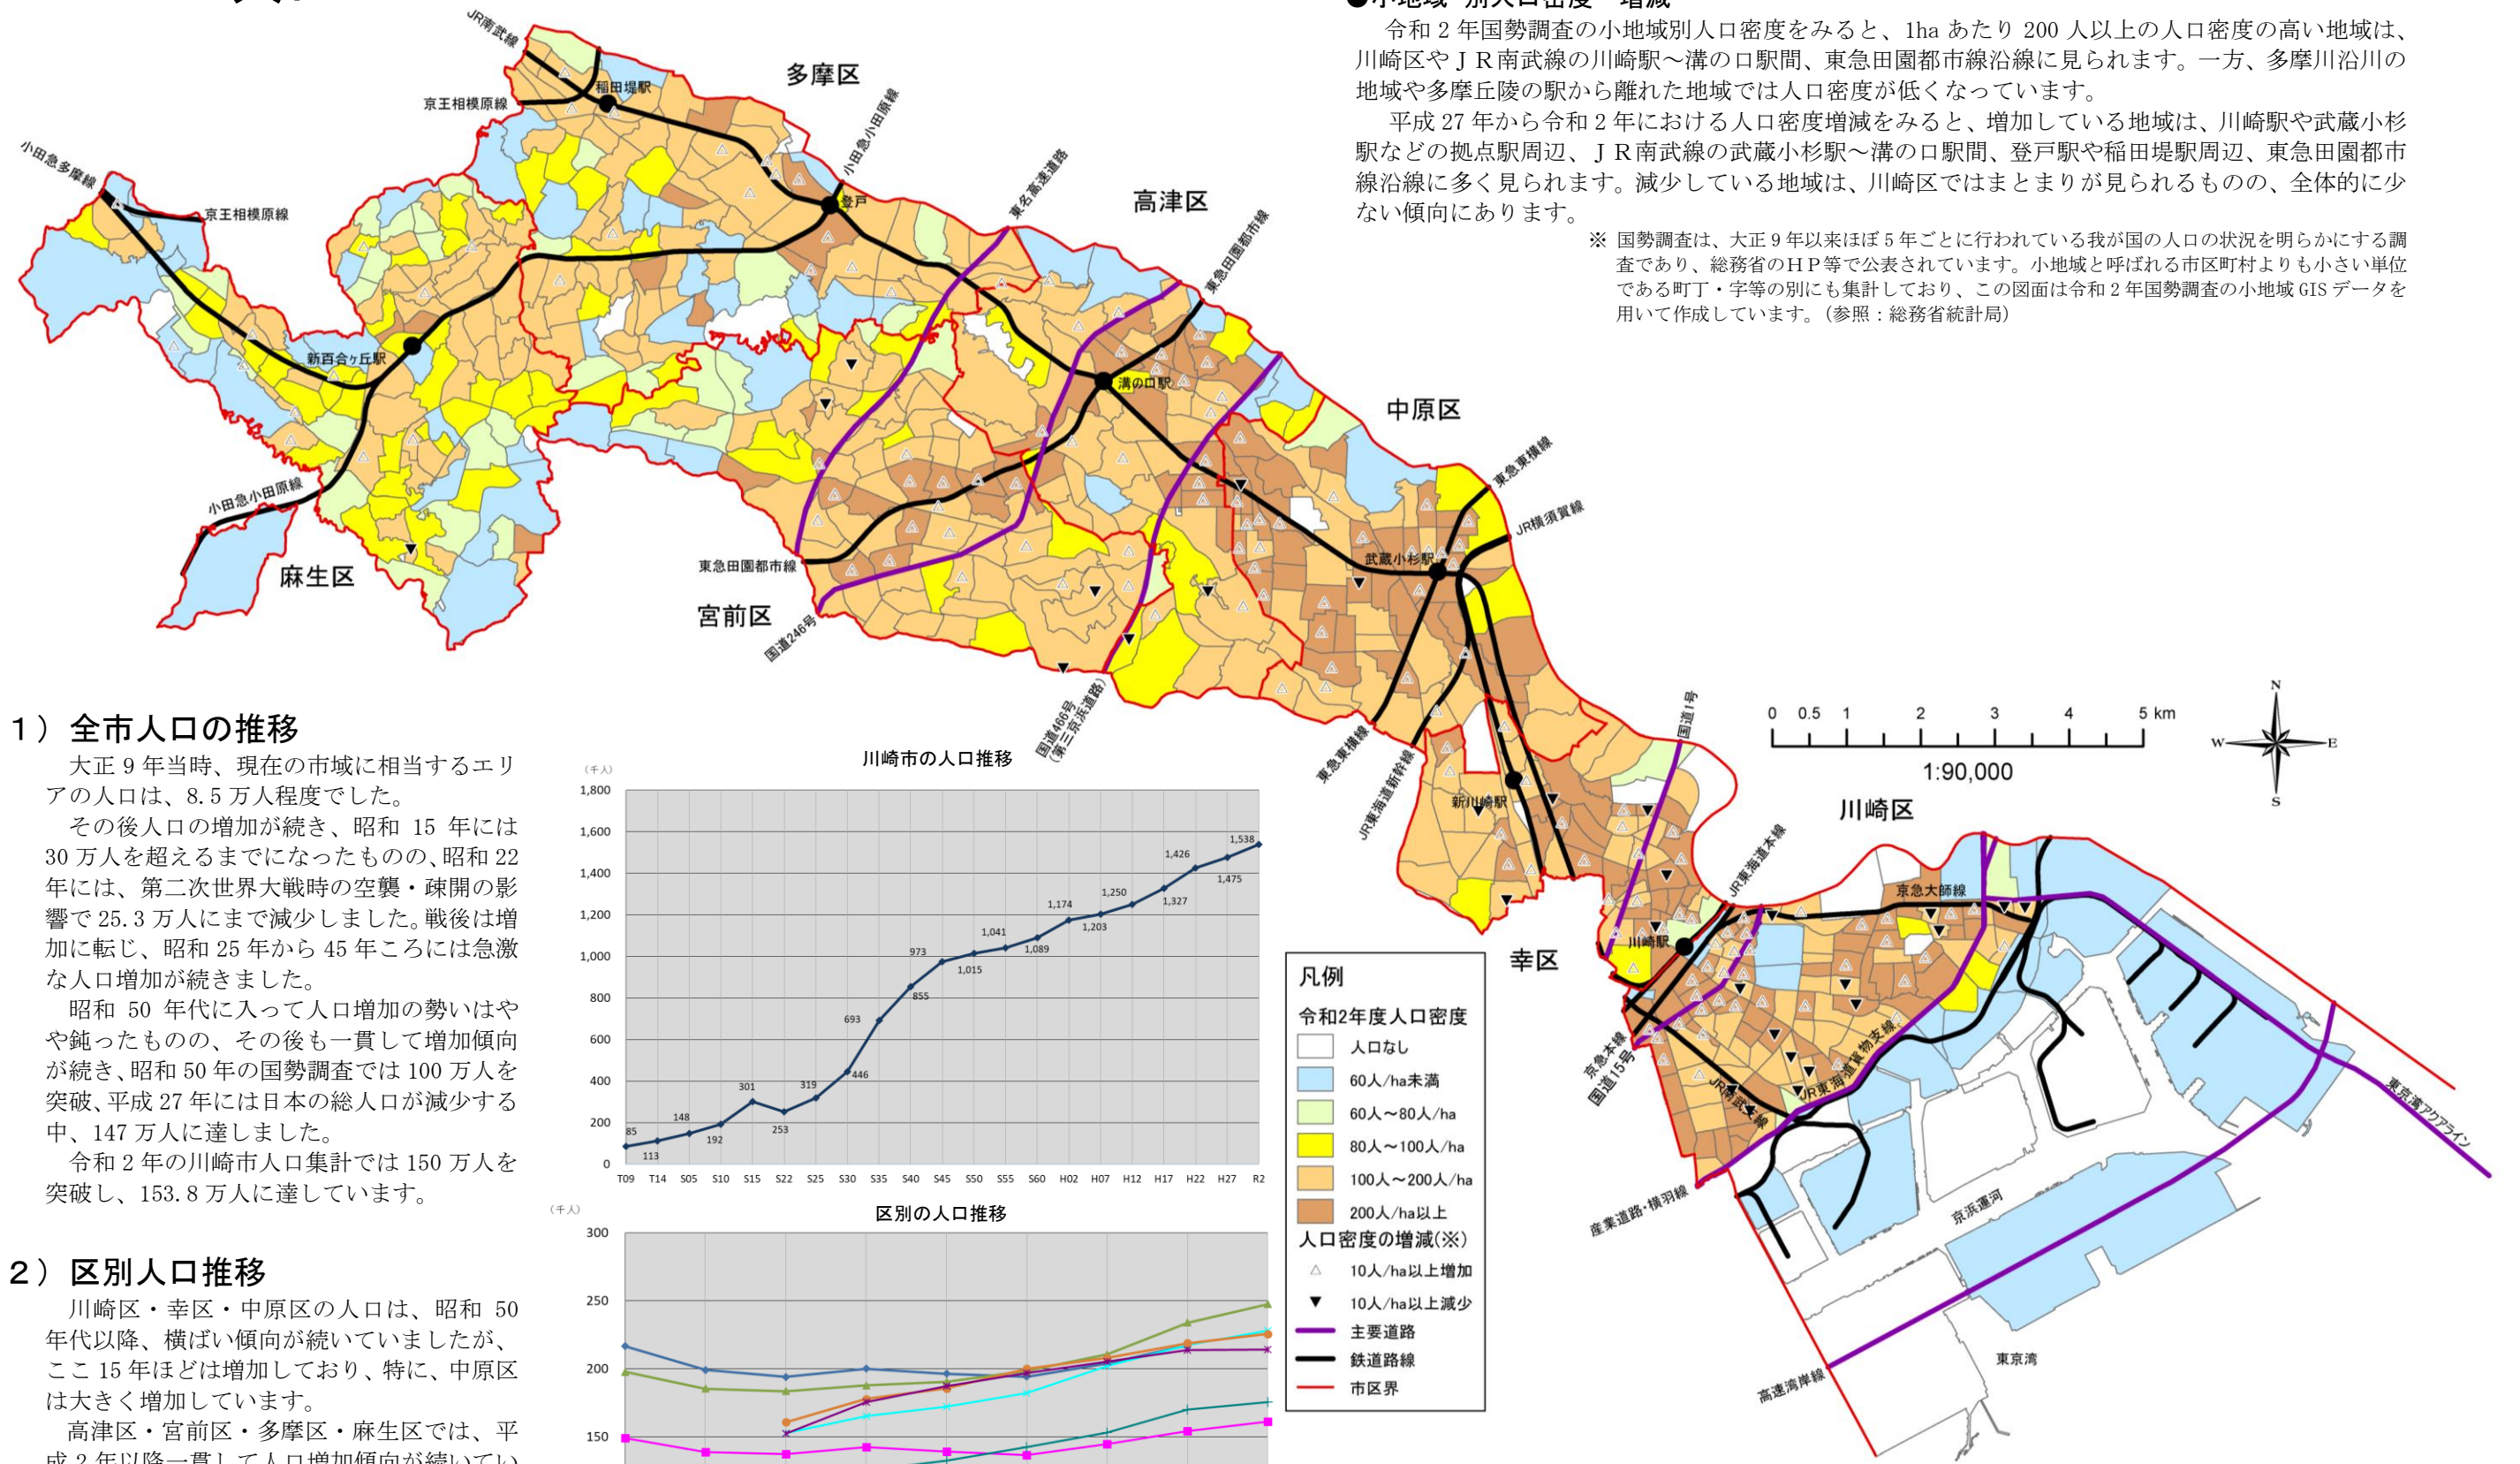 令和 2 年国勢調査の小地域別人口密度をみると、1ha あたり 200 人以上の人口密度の高い地域は、
川崎区やＪＲ南武線の川崎駅～溝の口駅間、東急田園都市線沿線に見られます。一方、多摩川沿川の
地域や多摩丘陵の駅から離れた地域では人口密度が低くなっています。
平成 27 年から令和 2 年における人口密度増減をみると、増加している地域は、川崎駅や武蔵小杉
駅などの拠点駅周辺、ＪＲ南武線の武蔵小杉駅～溝の口駅間、登戸駅や稲田堤駅周辺、東急田園都市
線沿線に多く見られます。減少している地域は、川崎区ではまとまりが見られるものの、全体的に少
ない傾向にあります。
※ 国勢調査は、大正 9 年以来ほぼ 5 年ごとに行われている我が国の人口の状況を明らかにする調
査であり、総務省のＨＰ等で公表されています。小地域と呼ばれる市区町村よりも小さい単位
である町丁・字等の別にも集計しており、この図面は令和 2 年国勢調査の小地域 GIS データを
用いて作成しています。（参照：総務省統計局）
JR南武線
多摩区
稲田堤駅
京王相模原線
小田急小田原線
小田急多摩線
京王相模原線
登戸
東名高速道路
高津区
東急田園都市線
新百合ヶ丘駅
溝の口駅
中原区
東急東横線
小田急小田原線
JR横須賀線
麻生区
東急田園都市線
武蔵小杉駅
宮前区
国道246号
国道466号
（第三京浜道路）
東急東横線
JR東海道新幹線
国道1号
新川崎駅
0 0.5 1 2 3 4 5 km
1:90,000
N
W
E
S
川崎区
JR東海道本線
京急大師線
川崎駅
幸区
京急本線
国道15号
JR南武支線
JR東海道貨物支線
産業道路・横羽線
京浜運河
東京湾アクアライン
東京湾
高速湾岸線
1）全市人口の推移
大正 9 年当時、現在の市域に相当するエリ
アの人口は、8.5 万人程度でした。
その後人口の増加が続き、昭和 15 年には
30 万人を超えるまでになったものの、昭和 22
年には、第二次世界大戦時の空襲・疎開の影
響で 25.3 万人にまで減少しました。戦後は増
加に転じ、昭和 25 年から 45 年ころには急激
な人口増加が続きました。
昭和 50 年代に入って人口増加の勢いはや
や鈍ったものの、その後も一貫して増加傾向
が続き、昭和 50 年の国勢調査では 100 万人を
突破、平成 27 年には日本の総人口が減少する
中、147 万人に達しました。
令和 2 年の川崎市人口集計では 150 万人を
突破し、153.8 万人に達しています。
2）区別人口推移
川崎区・幸区・中原区の人口は、昭和 50
年代以降、横ばい傾向が続いていましたが、
ここ 15 年ほどは増加しており、特に、中原区
は大きく増加しています。
高津区・宮前区・多摩区・麻生区では、平
成 2 年以降一貫して人口増加傾向が続いてい
川崎市の人口推移
（千人）
1,800
1,600
1,400
1,200
1,000
800
600
400
200
0
85 113 148 192 301 253 319 446 693 855 973 1,015 1,041 1,089 1,174 1,203 1,250 1,327 1,426 1,475 1,538
T09 T14 S05 S10 S15 S22 S25 S30 S35 S40 S45 S50 S55 S60 H02 H07 H12 H17 H22 H27 R2
区別の人口推移
（千人）
300
250
200
150
凡例
令和2年度人口密度
人口なし
60人/ha未満
60人～80人/ha
80人～100人/ha
100人～200人/ha
200人/ha以上
人口密度の増減(※)
10人/ha以上増加
10人/ha以上減少
主要道路
鉄道路線
市区界